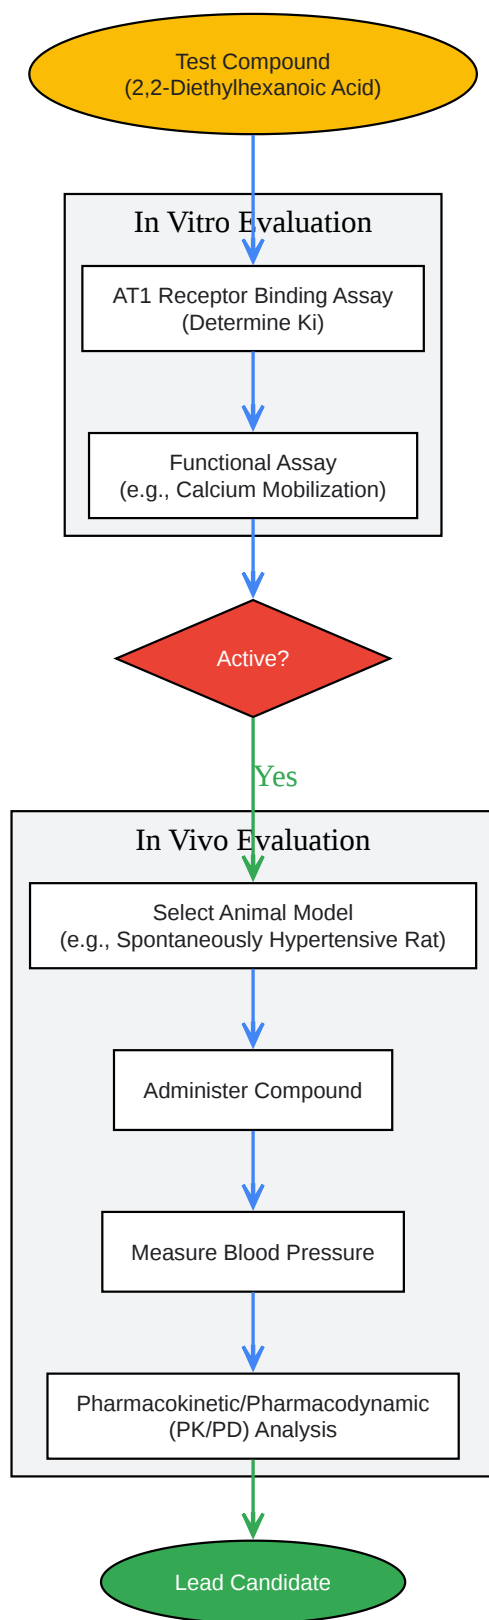 Test Compound
(2,2-Diethylhexanoic Acid)
In Vitro Evaluation
AT1 Receptor Binding Assay
(Determine Ki)
Functional Assay
(e.g., Calcium Mobilization)
Active?
Yes
In Vivo Evaluation
Select Animal Model
(e.g., Spontaneously Hypertensive Rat)
Administer Compound
Measure Blood Pressure
Pharmacokinetic/Pharmacodynamic
(PK/PD) Analysis
Lead Candidate